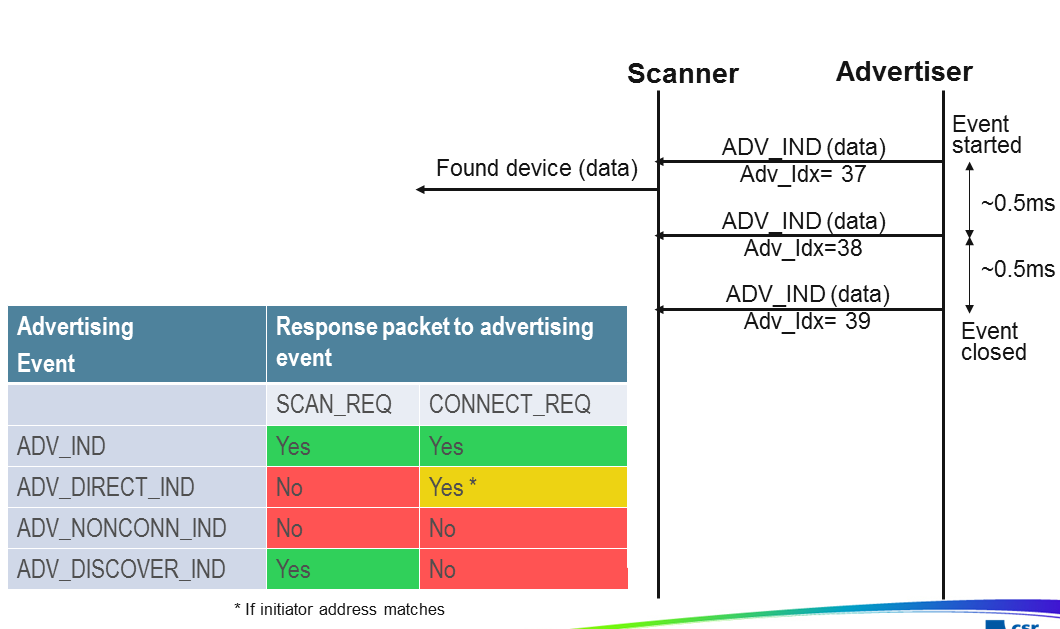 Scanner
Advertiser
Event
started
ADV_IND (data)
Adv_Idx= 37
Found device (data)
~0.5ms
ADV_IND (data)
Adv_Idx=38
~0.5ms
ADV_IND (data)
Adv_Idx= 39
Event
closed
Advertising
Event
Response packet to advertising
event
SCAN_REQ CONNECT_REQ
ADV_IND Yes Yes
ADV_DIRECT_IND No Yes *
ADV_NONCONN_IND No No
ADV_DISCOVER_IND Yes No
* If initiator address matches
csr